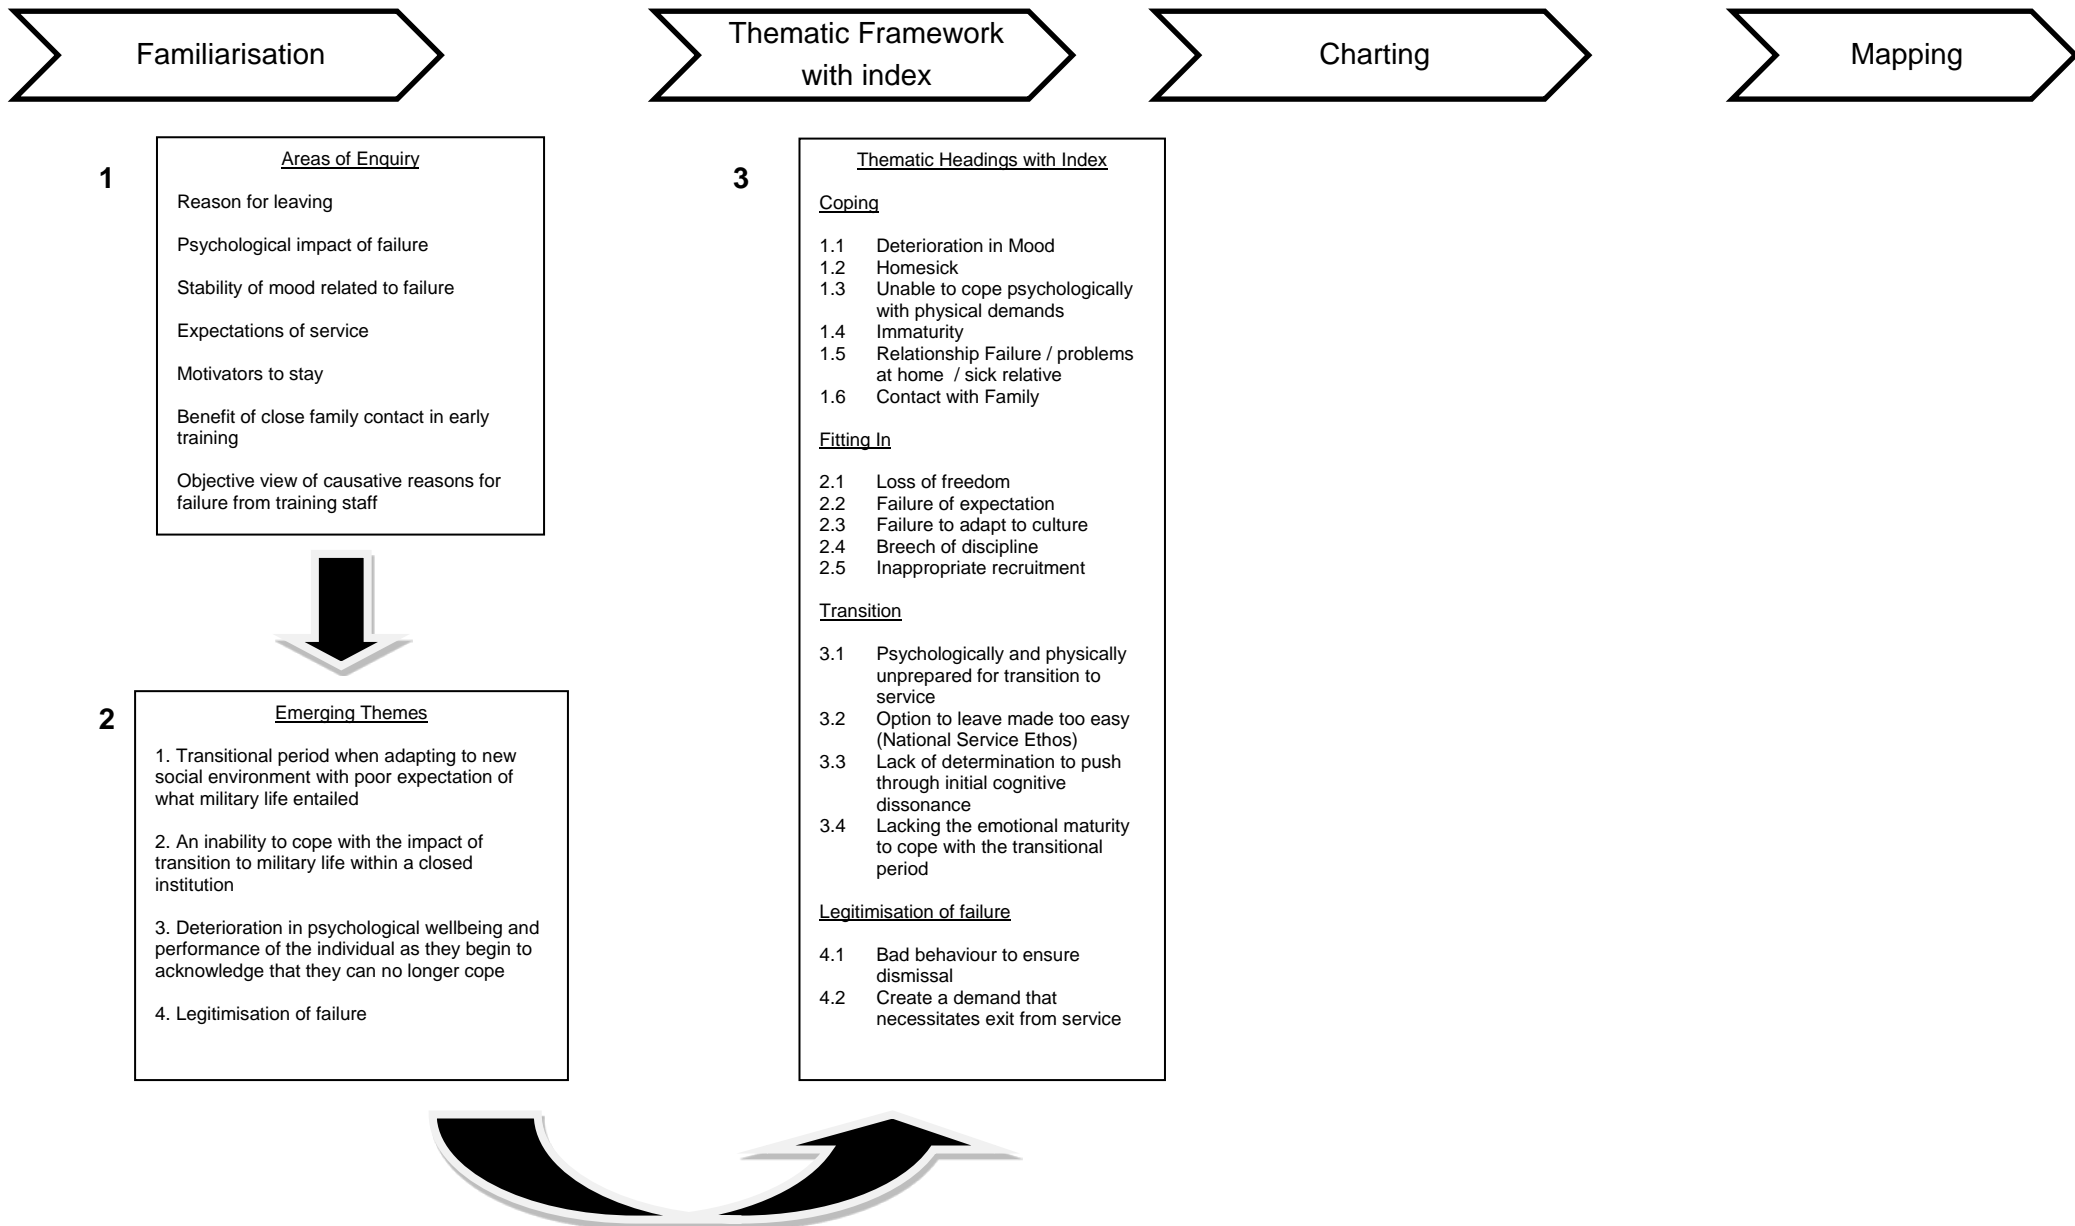 Familiarisation
Thematic Framework
with index
Charting
Mapping
1
Areas of Enquiry
Reason for leaving
Psychological impact of failure
Stability of mood related to failure
Expectations of service
Motivators to stay
Benefit of close family contact in early
training
Objective view of causative reasons for
failure from training staff
2
Emerging Themes
1. Transitional period when adapting to new
social environment with poor expectation of
what military life entailed
2. An inability to cope with the impact of
transition to military life within a closed
institution
3. Deterioration in psychological wellbeing and
performance of the individual as they begin to
acknowledge that they can no longer cope
4. Legitimisation of failure
3
Thematic Headings with Index
Coping
1.1 Deterioration in Mood
1.2 Homesick
1.3 Unable to cope psychologically
with physical demands
1.4 Immaturity
1.5 Relationship Failure / problems
at home / sick relative
1.6 Contact with Family
Fitting In
2.1 Loss of freedom
2.2 Failure of expectation
2.3 Failure to adapt to culture
2.4 Breech of discipline
2.5 Inappropriate recruitment
Transition
3.1 Psychologically and physically
unprepared for transition to
service
3.2 Option to leave made too easy
(National Service Ethos)
3.3 Lack of determination to push
through initial cognitive
dissonance
3.4 Lacking the emotional maturity
to cope with the transitional
period
Legitimisation of failure
4.1 Bad behaviour to ensure
dismissal
4.2 Create a demand that
necessitates exit from service